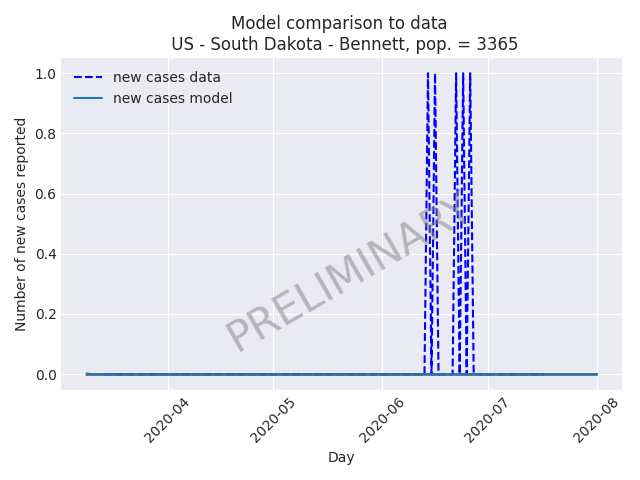 Model comparison to data
US - South Dakota - Bennett, pop. = 3365
new cases data
new cases model
Number of new cases reported
1.0
0.8
0.6
0.4
0.2
0.0
PRELIMINARY
2020-04
2020-05
2020-06
2020-07
2020-08
Day